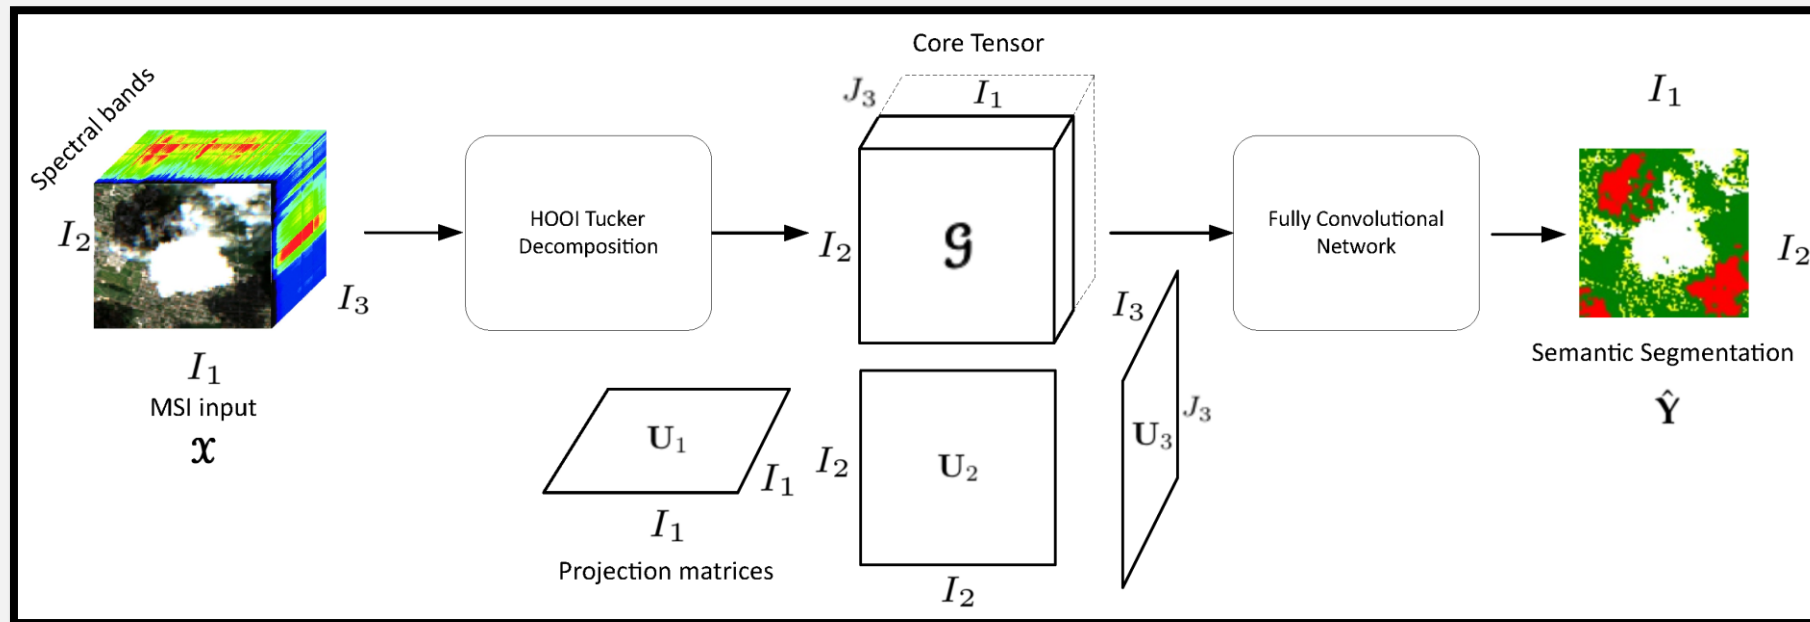 Spectral bands
I₂
I₃
I₁
MSI input
𝓧
HOOI Tucker
Decomposition
Core Tensor
J₃
I₁
I₂
𝓖
U₁
I₁
I₁
Projection matrices
I₂
U₂
I₂
I₃
U₃
J₃
Fully Convolutional
Network
I₁
I₂
Semantic Segmentation
Ŷ